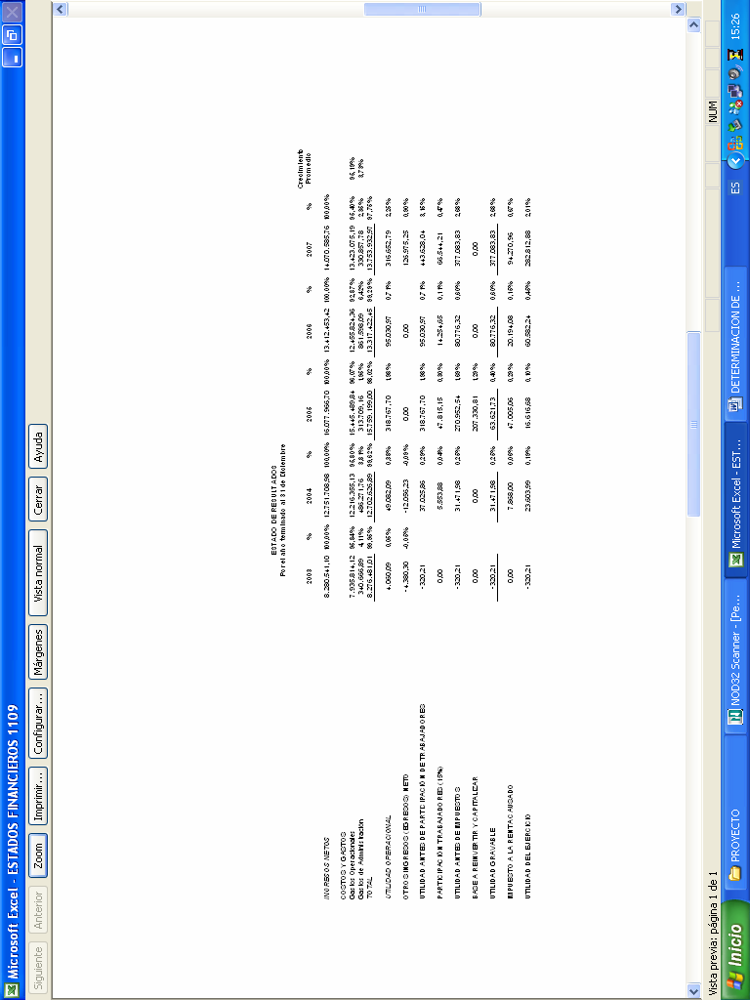 Microsoft Excel - ESTADOS FINANCIEROS 1109
Siguiente Anterior Zoom Imprimir... Configurar... Márgenes Vista normal Cerrar Ayuda
ESTADO DE RESULTADOS
Por el año terminado al 31 de Diciembre
Crecimiento
Promedio
2003 % 2004 % 2005 % 2006 % 2007 %
INGRESOS NETOS 8.280.541,10 100,00% 12.751.708,98 100,00% 16.077.966,70 100,00% 13.412.453,42 100,00% 14.070.585,76 100,00%
COSTOS Y GASTOS
Gastos Operacionales 7.935.814,12 95,84% 12.216.355,13 95,80% 15.445.489,84 96,07% 12.455.824,36 92,87% 13.423.075,19 95,40% 95,19%
Gastos de Administración 340.666,89 4,11% 486.271,76 3,81% 313.709,16 1,95% 861.598,09 6,42% 330.857,78 2,35% 3,73%
TOTAL 8.276.481,01 99,95% 12.702.626,89 99,62% 15.759.199,00 98,02% 13.317.422,45 99,29% 13.753.932,97 97,75%
UTILIDAD OPERACIONAL 4.060,09 0,05% 49.082,09 0,38% 318.767,70 1,98% 95.030,97 0,71% 316.652,79 2,25%
OTROS INGRESOS (EGRESOS) NETO -4.380,30 -0,05% -12.056,23 -0,09% 0,00 95.030,97 0,00 126.975,25 0,90%
UTILIDAD ANTES DE PARTICIPACIÓN DE TRABAJADORES -320,21 37.025,86 0,29% 318.767,70 1,98% 95.030,97 0,71% 443.628,04 3,15%
PARTICIPACIÓN TRABAJADORES (15%) 0,00 5.553,88 0,04% 47.815,15 0,30% 14.254,65 0,11% 66.544,21 0,47%
UTILIDAD ANTES DE IMPUESTOS -320,21 31.471,98 0,25% 270.952,54 1,69% 80.776,32 0,60% 377.083,83 2,68%
BASE A REINVERTIR Y CAPITALIZAR 0,00 0,00 207.330,81 1,29% 0,00 0,00
UTILIDAD GRAVABLE -320,21 31.471,98 0,25% 63.621,73 0,40% 80.776,32 0,60% 377.083,83 2,68%
IMPUESTO A LA RENTA CAUSADO 0,00 7.868,00 0,06% 47.005,06 0,29% 20.194,08 0,15% 94.270,96 0,67%
UTILIDAD DEL EJERCICIO -320,21 23.603,99 0,19% 16.616,68 0,10% 60.582,24 0,45% 282.812,88 2,01%
Vista previa: página 1 de 1 NUM
Inicio PROYECTO NOD32 Scanner - [Pe... Microsoft Excel - EST... DETERMINACION DE ... ES 15:26